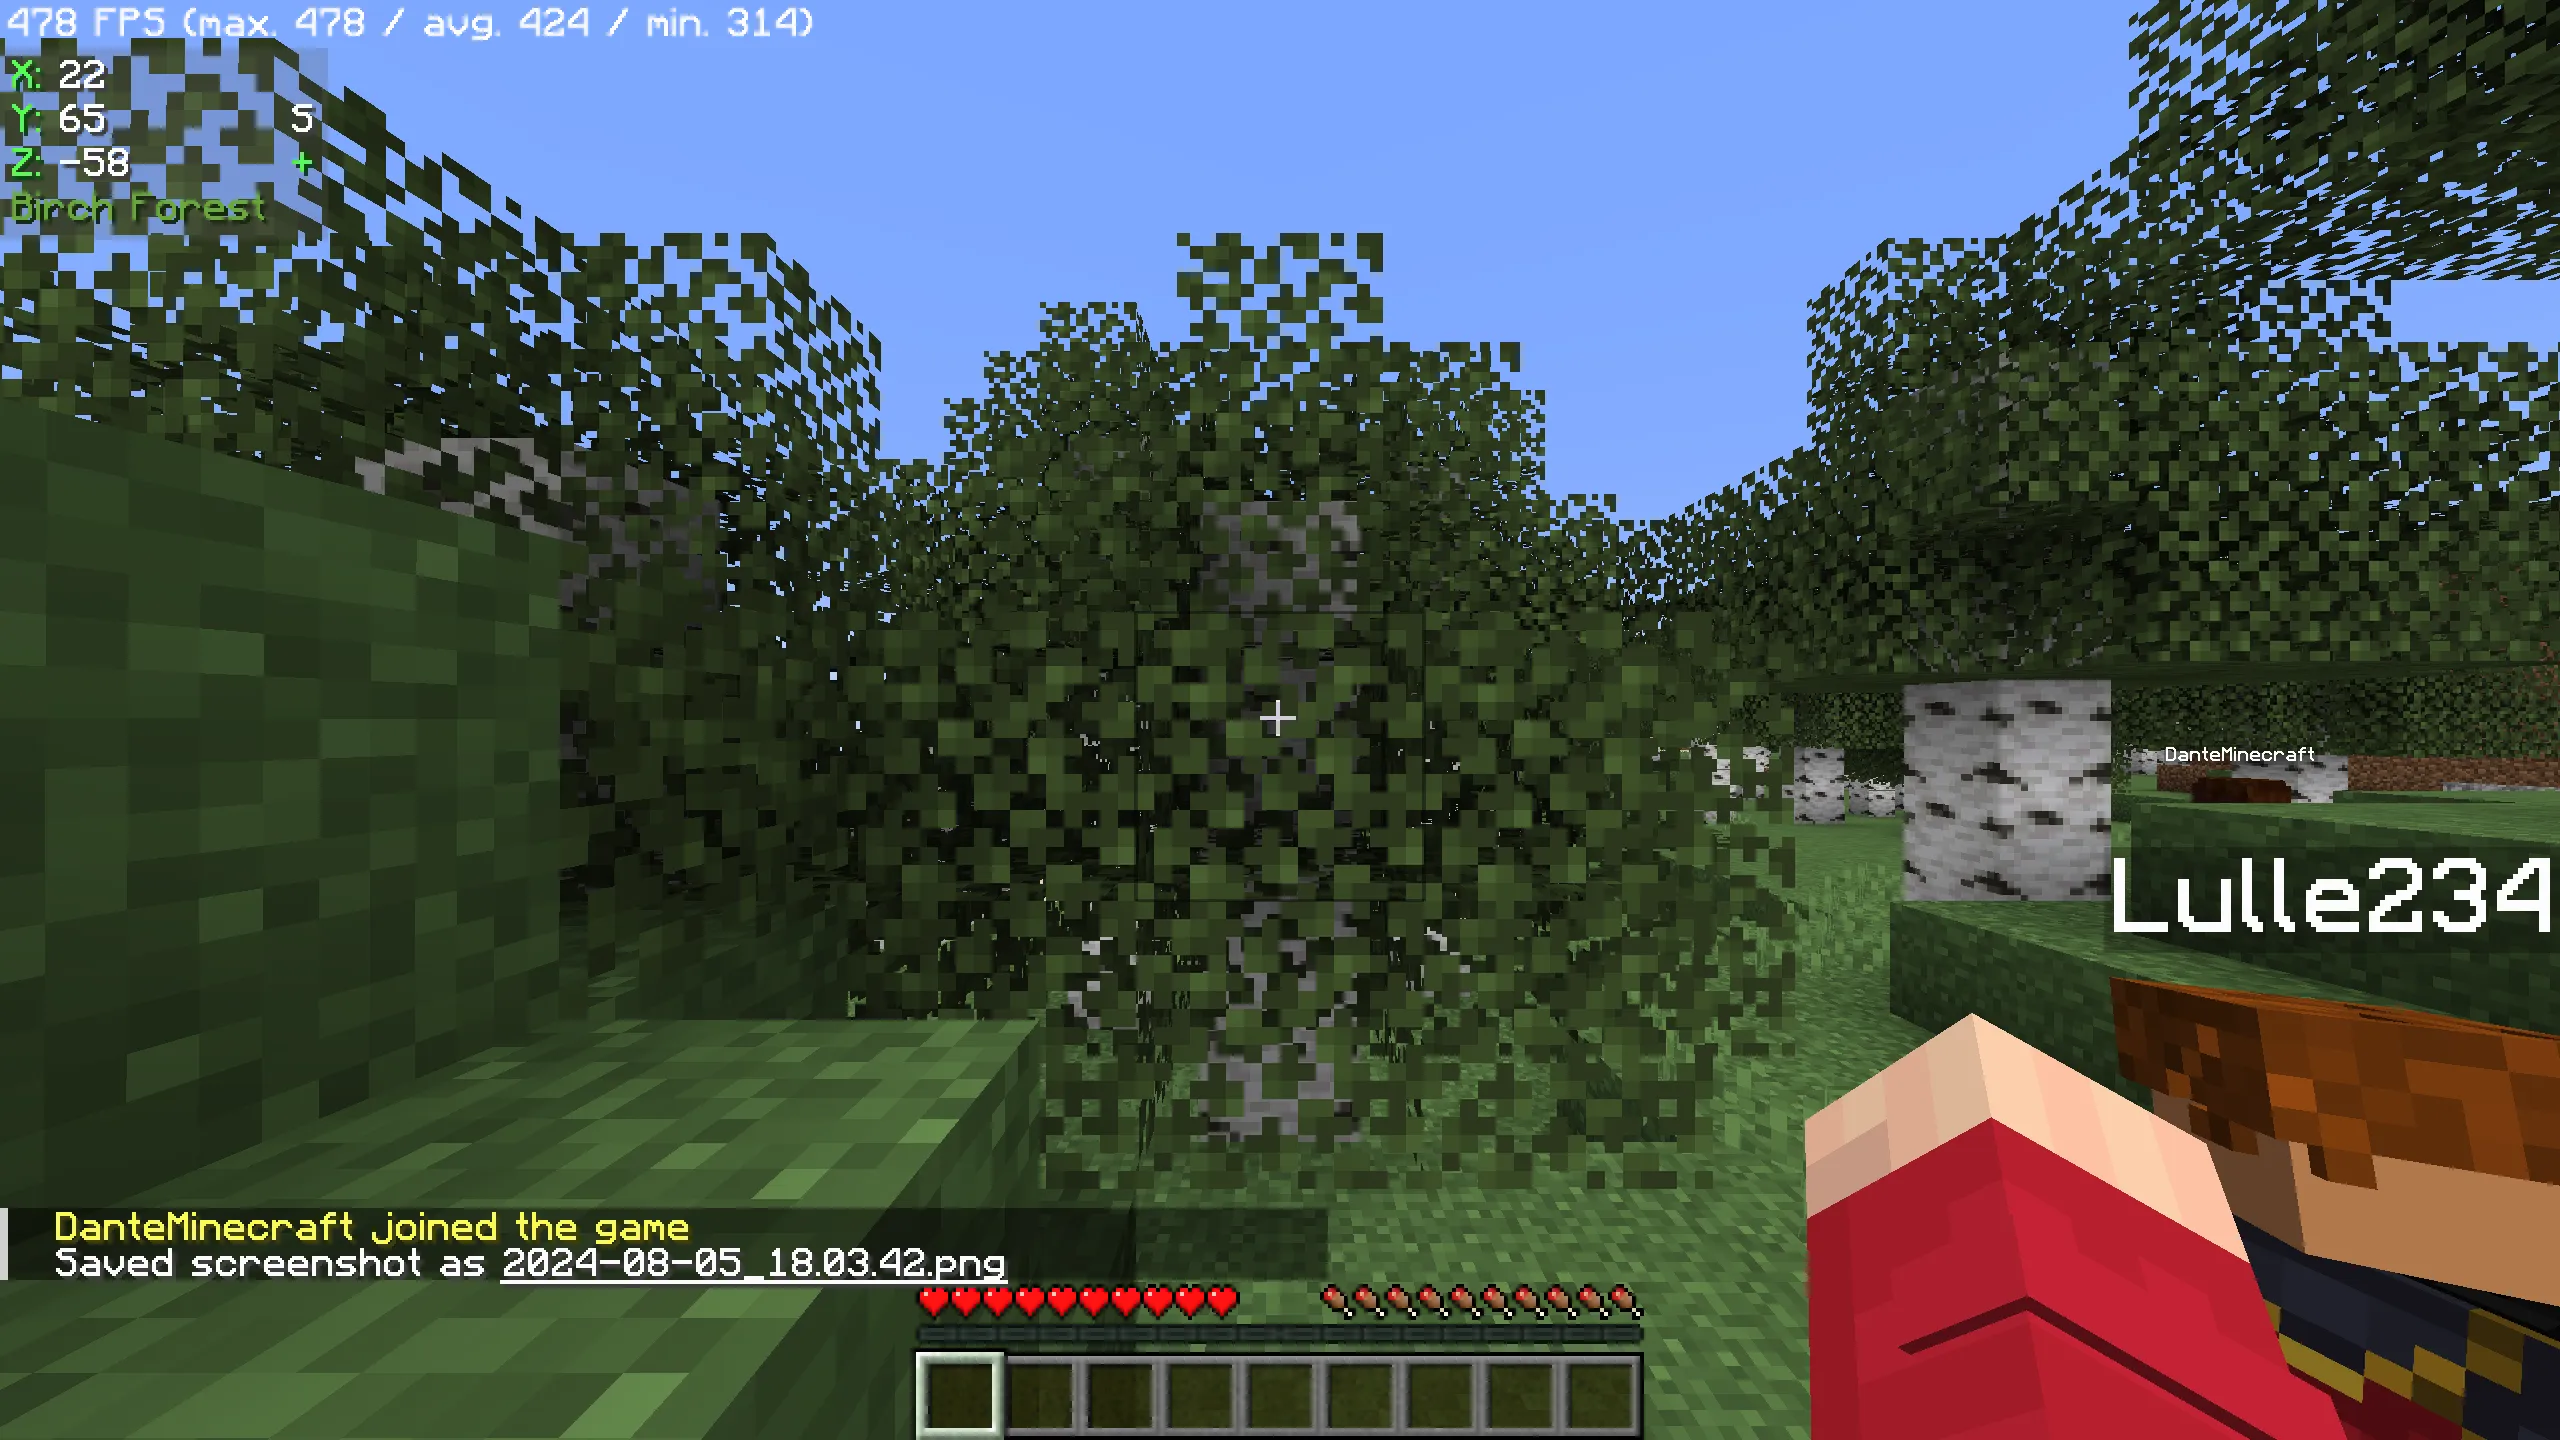 478 FPS (max. 478 / avg. 424 / min. 314)
X: 22
Y: 65 S
Z: -58 +
Birch Forest
DanteMinecraft
Lulle234
DanteMinecraft joined the game
Saved screenshot as 2024-08-05_18.03.42.png